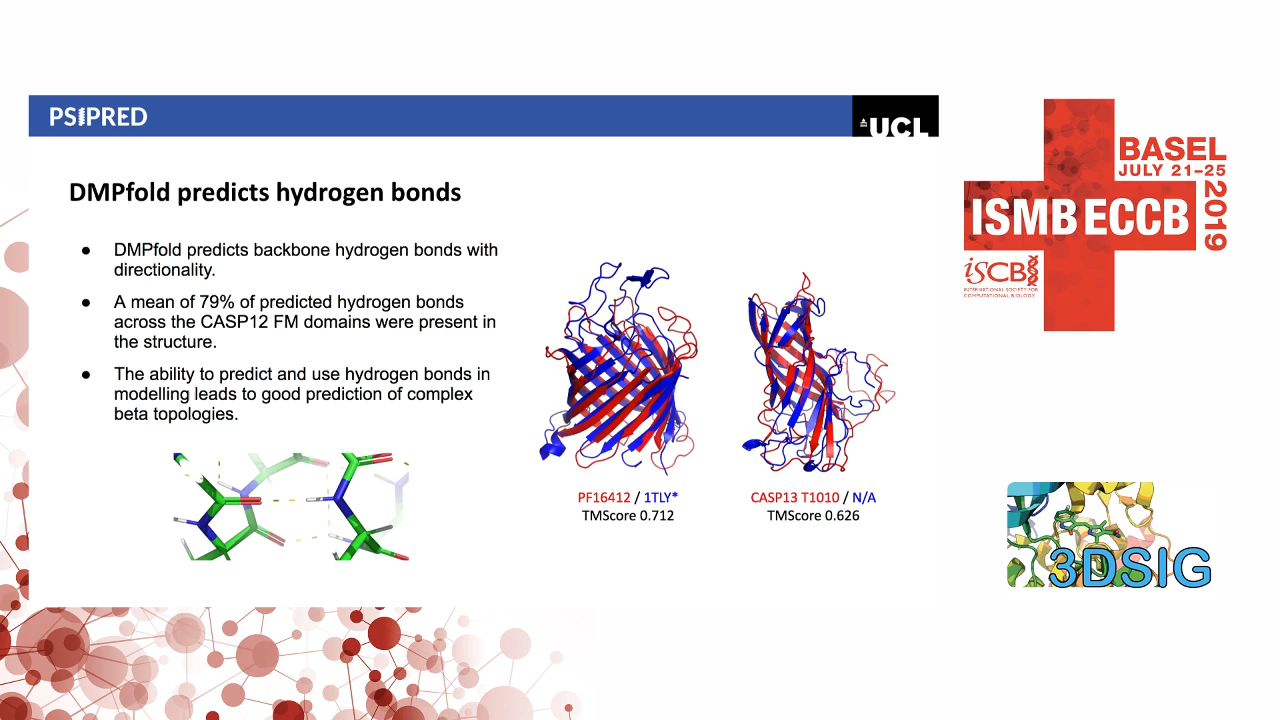 PSIPRED
UCL
DMPfold predicts hydrogen bonds
● DMPfold predicts backbone hydrogen bonds with
directionality.
● A mean of 79% of predicted hydrogen bonds
across the CASP12 FM domains were present in
the structure.
● The ability to predict and use hydrogen bonds in
modelling leads to good prediction of complex
beta topologies.
PF16412 / 1TLY*
TMScore 0.712
CASP13 T1010 / N/A
TMScore 0.626
BASEL
JULY 21–25
2019
ISMB ECCB
iSCB
INTERNATIONAL SOCIETY FOR
COMPUTATIONAL BIOLOGY
3DSIG